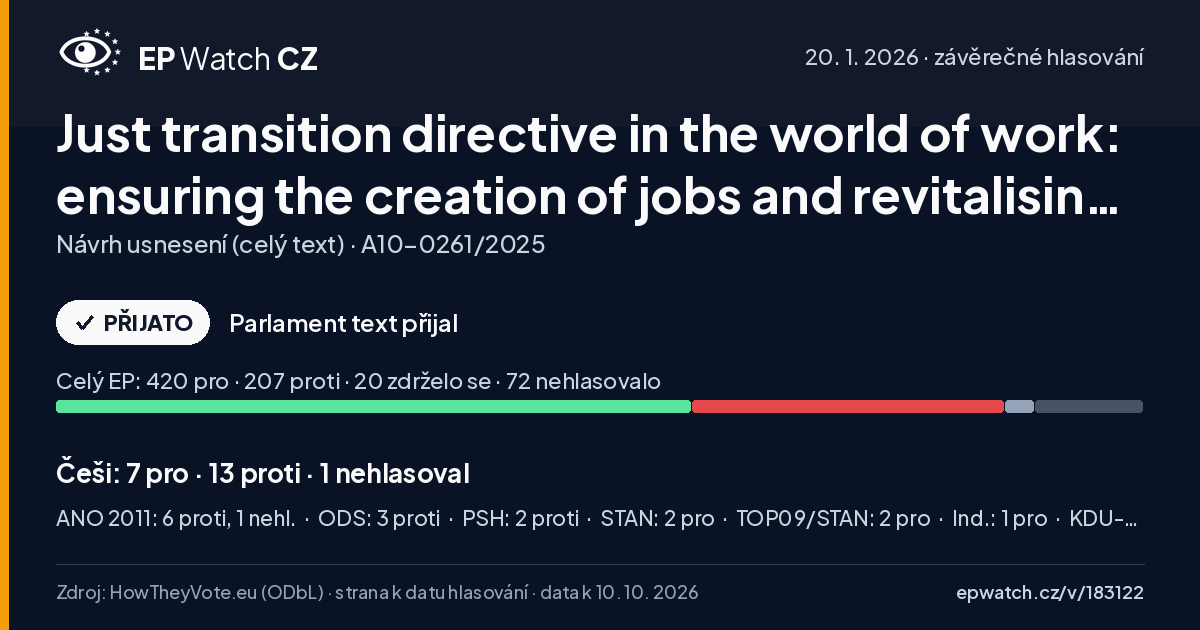 EP Watch CZ
20. 1. 2026 · závěrečné hlasování
Just transition directive in the world of work:
ensuring the creation of jobs and revitalisin…
Návrh usnesení (celý text) · A10–0261/2025
✓ PŘIJATO
Parlament text přijal
Celý EP: 420 pro · 207 proti · 20 zdrželo se · 72 nehlasovalo
Češi: 7 pro · 13 proti · 1 nehlasoval
ANO 2011: 6 proti, 1 nehl. · ODS: 3 proti · PSH: 2 proti · STAN: 2 pro · TOP09/STAN: 2 pro · Ind.: 1 pro · KDU-…
Zdroj: HowTheyVote.eu (ODbL) · strana k datu hlasování · data k 10. 10. 2026
epwatch.cz/v/183122